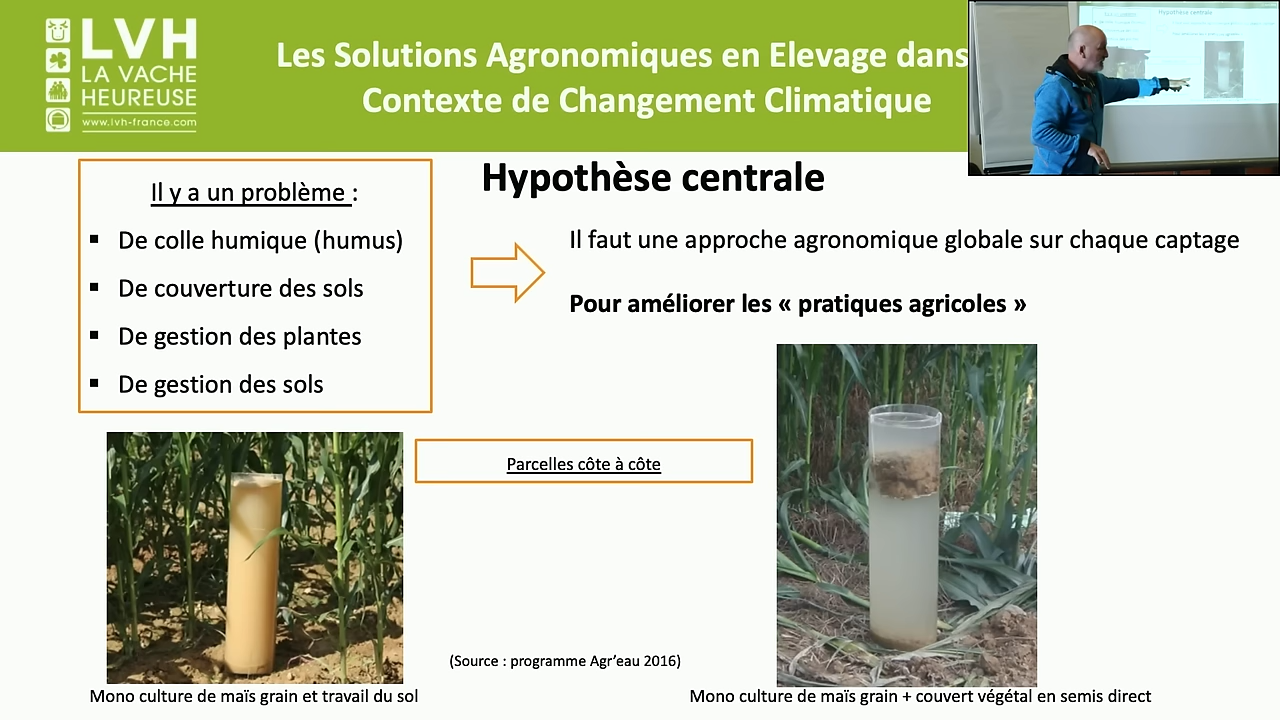 LVH
LA VACHE
HEUREUSE
www.lvh-france.com
Les Solutions Agronomiques en Elevage dans
Contexte de Changement Climatique
Il y a un problème :
▪ De colle humique (humus)
▪ De couverture des sols
▪ De gestion des plantes
▪ De gestion des sols
Hypothèse centrale
Il faut une approche agronomique globale sur chaque captage
Pour améliorer les « pratiques agricoles »
Parcelles côte à côte
(Source : programme Agr’eau 2016)
Mono culture de maïs grain et travail du sol
Mono culture de maïs grain + couvert végétal en semis direct
Hypothèse centrale